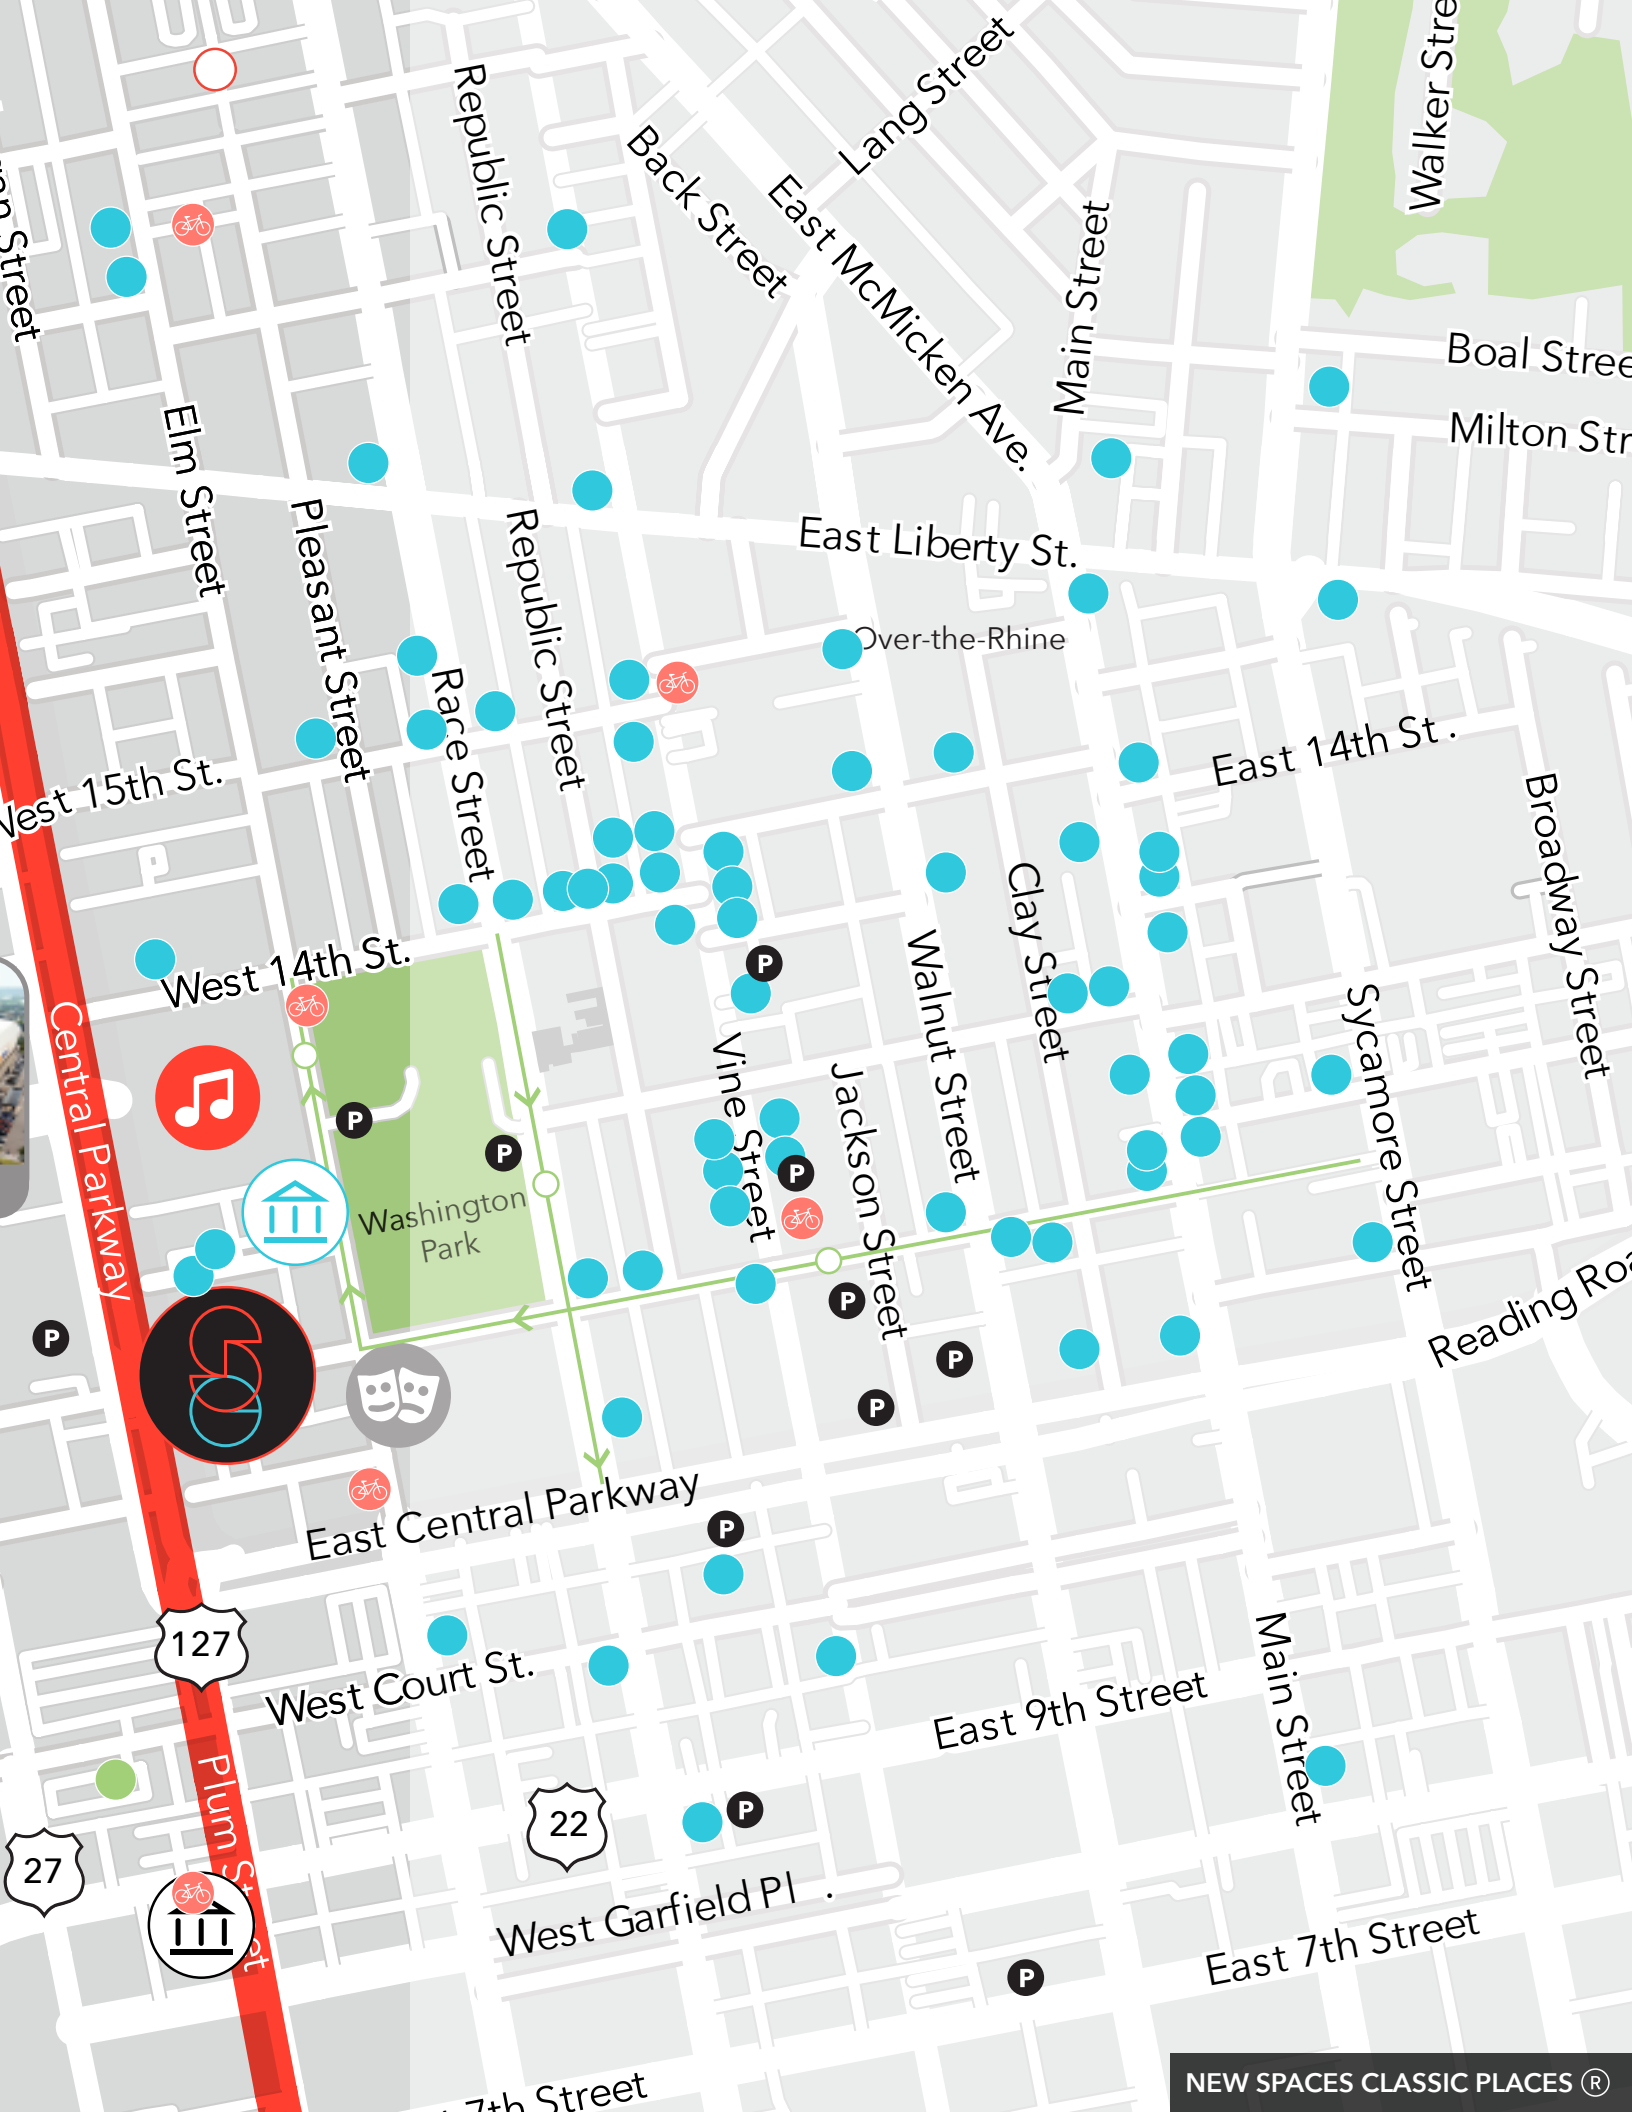 Walker Stre
Lang Street
Republic Street
Back Street
East McMicken Ave.
Main Street
Street
Boal Stree
Milton Str
Elm Street
Pleasant Street
Republic Street
East Liberty St.
Over-the-Rhine
Race Street
West 15th St.
East 14th St .
Broadway Street
Clay Street
Walnut Street
West 14th St.
P
Sycamore Street
Central Parkway
Vine Street
Jackson Street
P
P
P
Washington
Park
P
P
P
P
Reading Roa
East Central Parkway
P
127
West Court St.
Main Street
East 9th Street
Plum Street
22
P
27
West Garfield Pl .
East 7th Street
P
7th Street
NEW SPACES CLASSIC PLACES ®